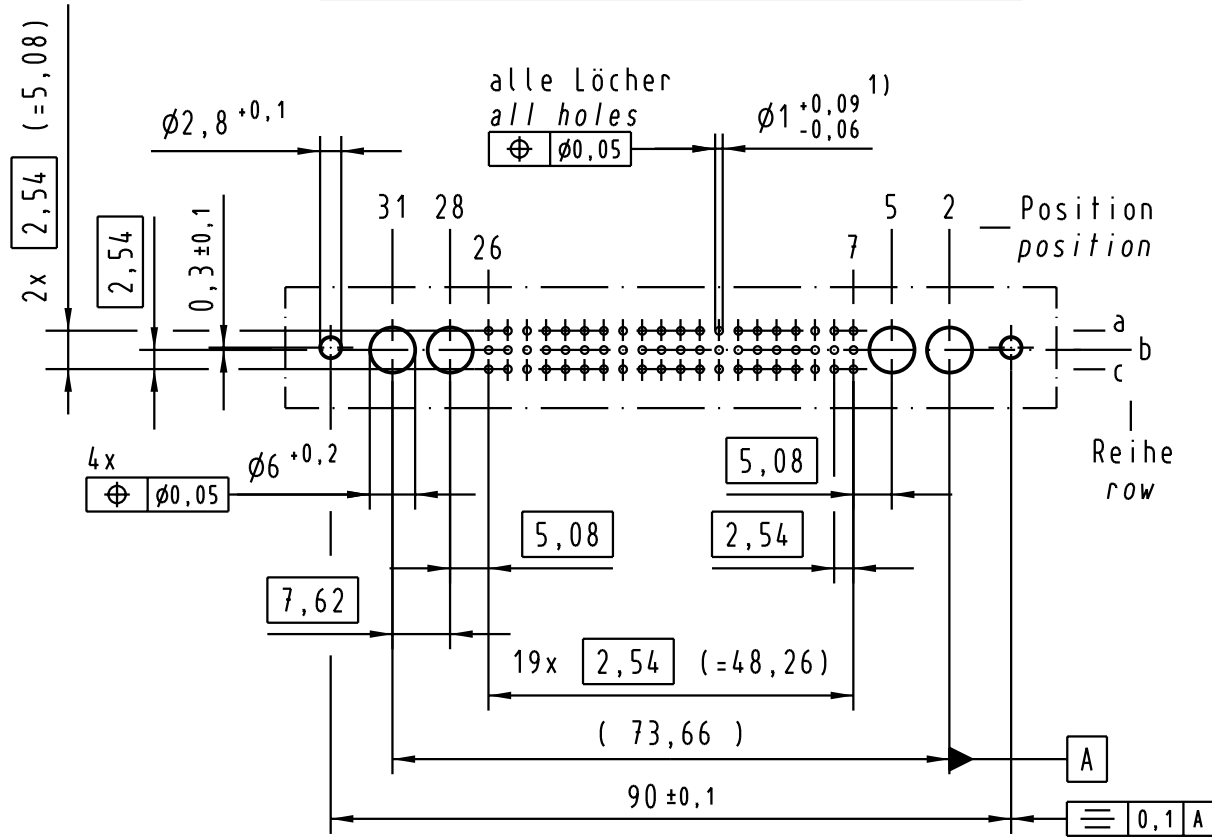 alle Löcher
all holes
⌖ ø0,05
ø1 +0,09 -0,06 1)
ø2,8 +0,1
2x 2,54 (=5,08)
2,54
0,3 ±0,1
31 28 5 2
26 7
Position
position
a
b
c
Reihe
row
4x
⌖ ø0,05
ø6 +0,2
5,08
5,08
2,54
7,62
19x 2,54 (=48,26)
( 73,66 )
A
90 ±0,1
⌯ 0,1 A